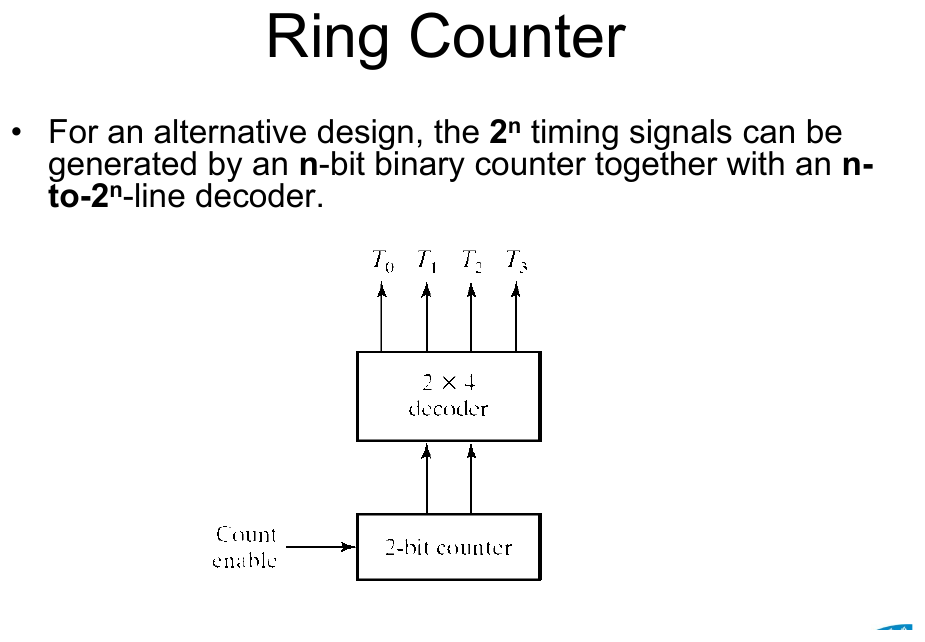 Ring Counter
• For an alternative design, the 2ⁿ timing signals can be
generated by an n-bit binary counter together with an n-
to-2ⁿ-line decoder.
T₀ T₁ T₂ T₃
2 × 4
decoder
Count
enable
2-bit counter